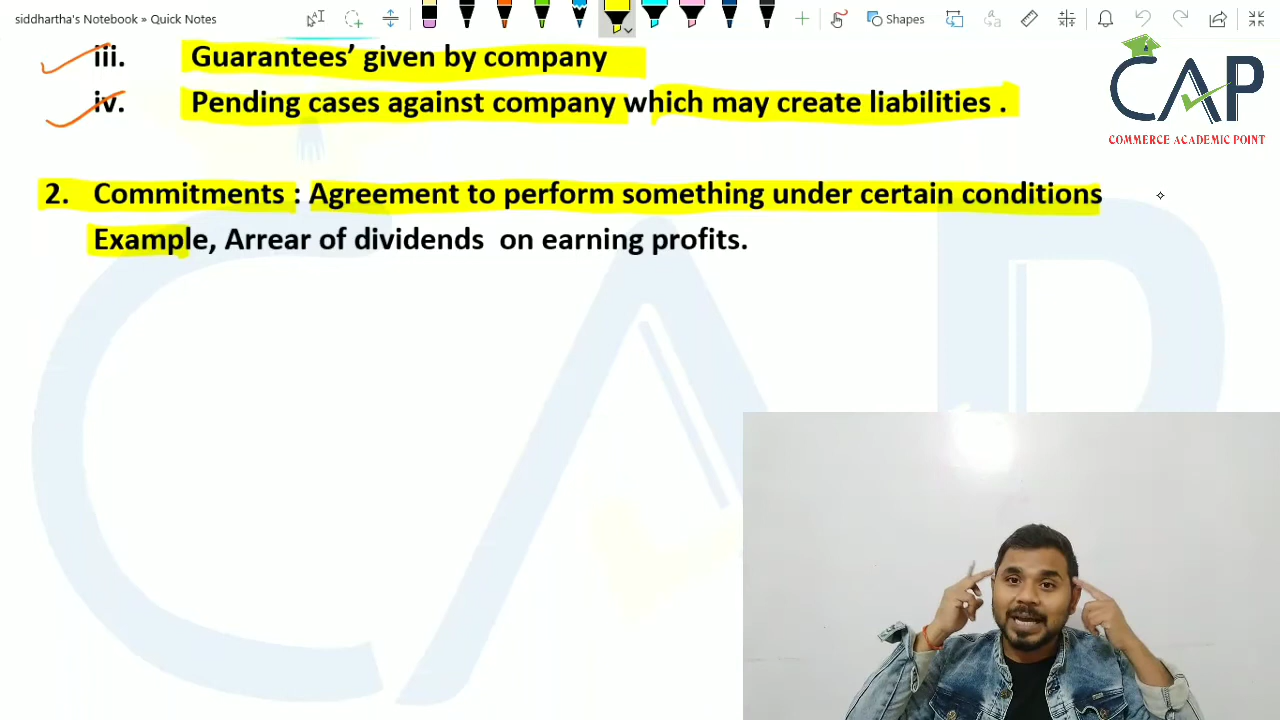 siddhartha's Notebook » Quick Notes
Shapes
iii. Guarantees’ given by company
iv. Pending cases against company which may create liabilities .
CAP
COMMERCE ACADEMIC POINT
2. Commitments : Agreement to perform something under certain conditions
Example, Arrear of dividends on earning profits.